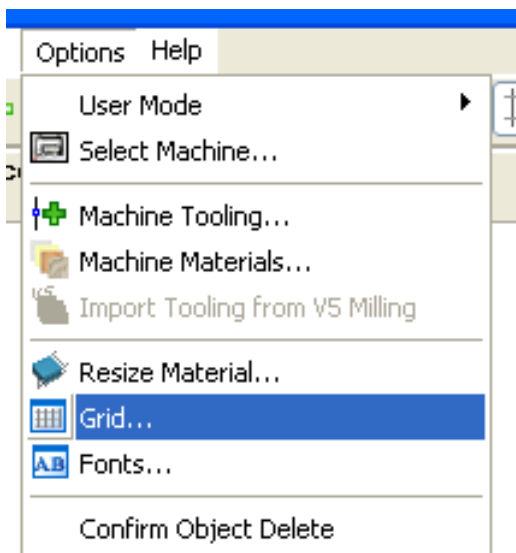 Options Help
User Mode
Select Machine...
Machine Tooling...
Machine Materials...
Import Tooling from V5 Milling
Resize Material...
Grid...
Fonts...
Confirm Object Delete